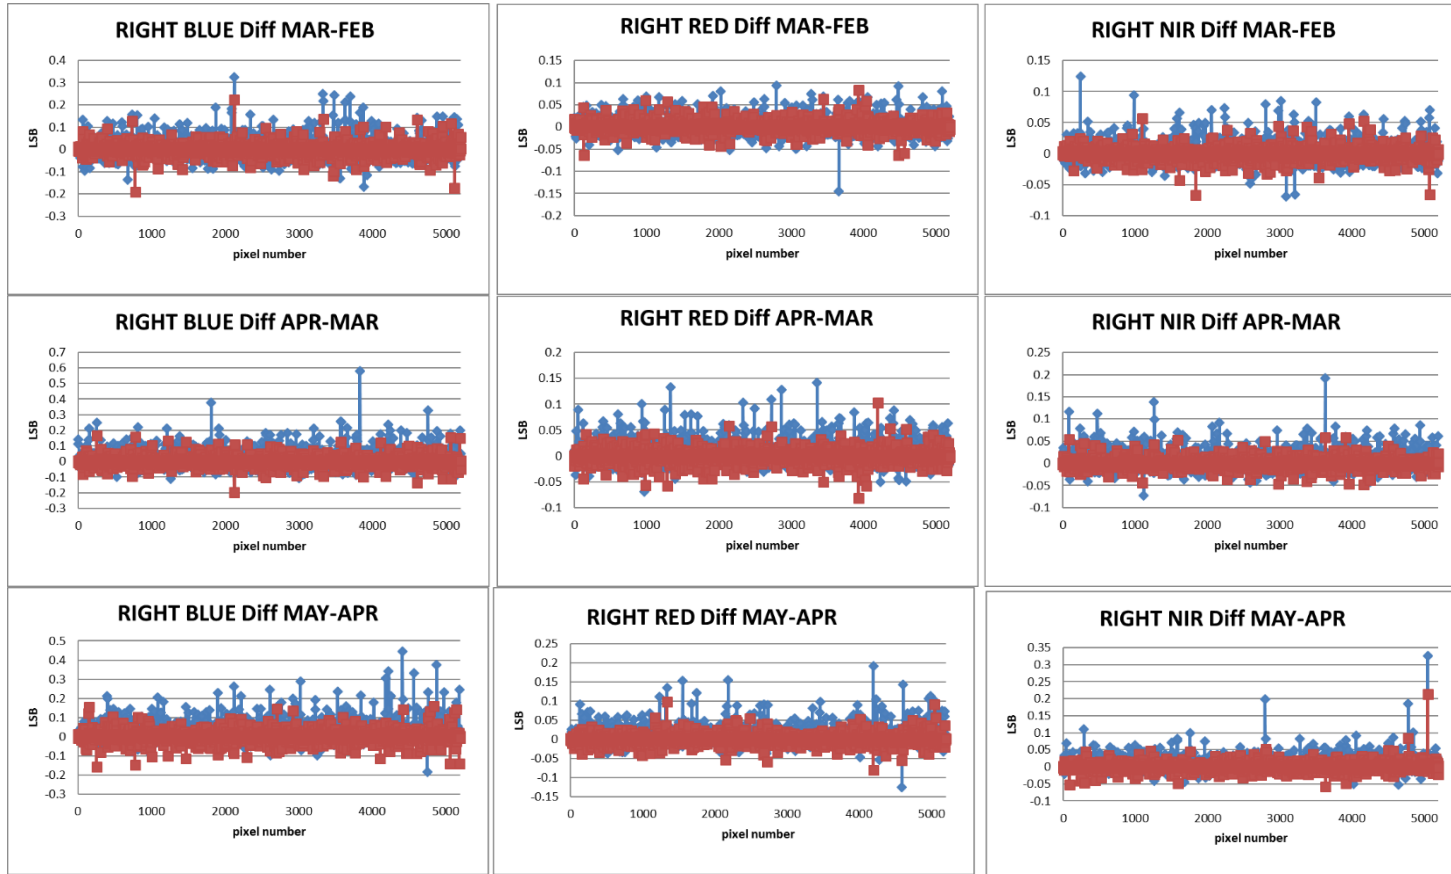 RIGHT BLUE Diff MAR-FEB
0.4
0.3
0.2
0.1
0
-0.1
-0.2
-0.3
LSB
0 1000 2000 3000 4000 5000
pixel number
RIGHT RED Diff MAR-FEB
0.15
0.1
0.05
0
-0.05
-0.1
-0.15
-0.2
LSB
0 1000 2000 3000 4000 5000
pixel number
RIGHT NIR Diff MAR-FEB
0.15
0.1
0.05
0
-0.05
-0.1
LSB
0 1000 2000 3000 4000 5000
pixel number
RIGHT BLUE Diff APR-MAR
0.7
0.6
0.5
0.4
0.3
0.2
0.1
0
-0.1
-0.2
-0.3
LSB
0 1000 2000 3000 4000 5000
pixel number
RIGHT RED Diff APR-MAR
0.2
0.15
0.1
0.05
0
-0.05
-0.1
LSB
0 1000 2000 3000 4000 5000
pixel number
RIGHT NIR Diff APR-MAR
0.25
0.2
0.15
0.1
0.05
0
-0.05
-0.1
LSB
0 1000 2000 3000 4000 5000
pixel number
RIGHT BLUE Diff MAY-APR
0.5
0.4
0.3
0.2
0.1
0
-0.1
-0.2
-0.3
LSB
0 1000 2000 3000 4000 5000
pixel number
RIGHT RED Diff MAY-APR
0.25
0.2
0.15
0.1
0.05
0
-0.05
-0.1
-0.15
LSB
0 1000 2000 3000 4000 5000
pixel number
RIGHT NIR Diff MAY-APR
0.35
0.3
0.25
0.2
0.15
0.1
0.05
0
-0.05
-0.1
LSB
0 1000 2000 3000 4000 5000
pixel number